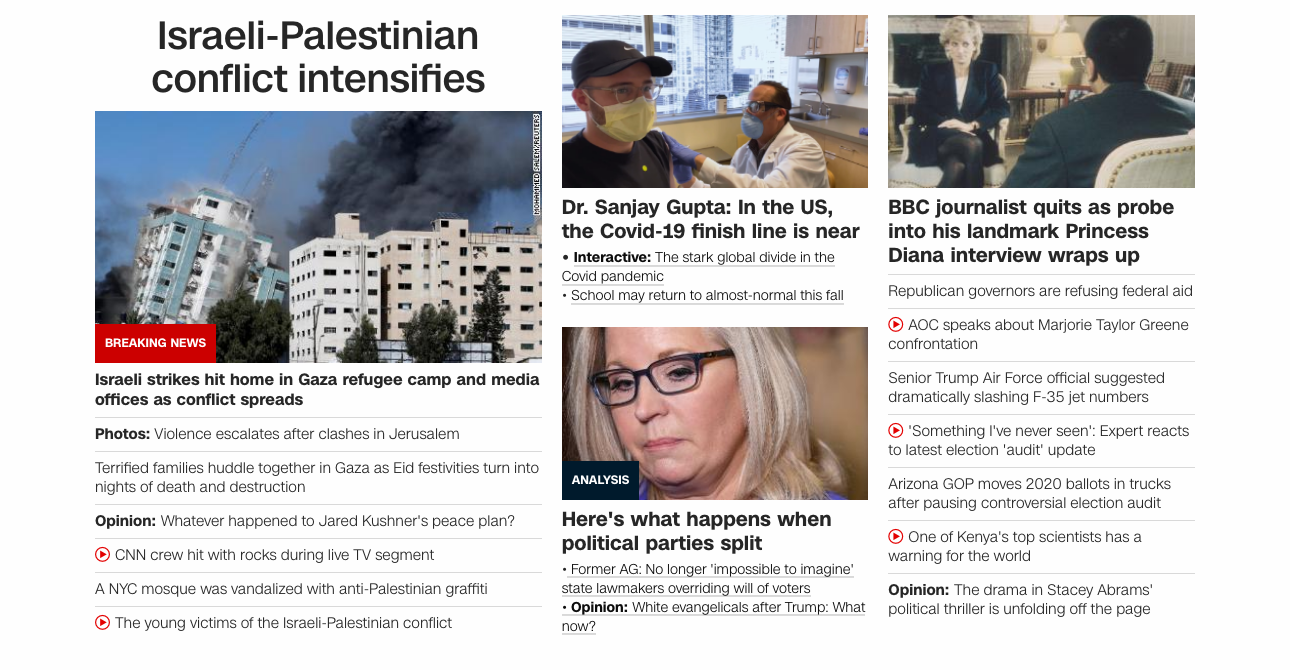 Israeli-Palestinian
conflict intensifies
MOHAMMED SALEM/REUTERS
BREAKING NEWS
Israeli strikes hit home in Gaza refugee camp and media
offices as conflict spreads
Photos: Violence escalates after clashes in Jerusalem
Terrified families huddle together in Gaza as Eid festivities turn into
nights of death and destruction
Opinion: Whatever happened to Jared Kushner's peace plan?
CNN crew hit with rocks during live TV segment
A NYC mosque was vandalized with anti-Palestinian graffiti
The young victims of the Israeli-Palestinian conflict
Dr. Sanjay Gupta: In the US,
the Covid-19 finish line is near
• Interactive: The stark global divide in the
Covid pandemic
• School may return to almost-normal this fall
ANALYSIS
Here's what happens when
political parties split
• Former AG: No longer 'impossible to imagine'
state lawmakers overriding will of voters
• Opinion: White evangelicals after Trump: What
now?
BBC journalist quits as probe
into his landmark Princess
Diana interview wraps up
Republican governors are refusing federal aid
AOC speaks about Marjorie Taylor Greene
confrontation
Senior Trump Air Force official suggested
dramatically slashing F-35 jet numbers
'Something I've never seen': Expert reacts
to latest election 'audit' update
Arizona GOP moves 2020 ballots in trucks
after pausing controversial election audit
One of Kenya's top scientists has a
warning for the world
Opinion: The drama in Stacey Abrams'
political thriller is unfolding off the page